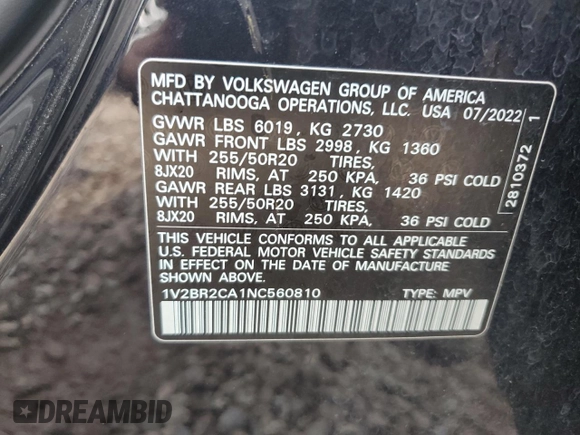 MFD BY VOLKSWAGEN GROUP OF AMERICA
CHATTANOOGA OPERATIONS, LLC. USA 07/2022
GVWR LBS 6019, KG 2730
GAWR FRONT LBS 2998, KG 1360
WITH 255/50R20 TIRES,
8JX20 RIMS, AT 250 KPA, 36 PSI COLD
GAWR REAR LBS 3131, KG 1420
WITH 255/50R20 TIRES,
8JX20 RIMS, AT 250 KPA, 36 PSI COLD
THIS VEHICLE CONFORMS TO ALL APPLICABLE
U.S. FEDERAL MOTOR VEHICLE SAFETY STANDARDS
IN EFFECT ON THE DATE OF MANUFACTURE
SHOWN ABOVE.
1V2BR2CA1NC560810 TYPE: MPV
2810372 1
DREAMBID